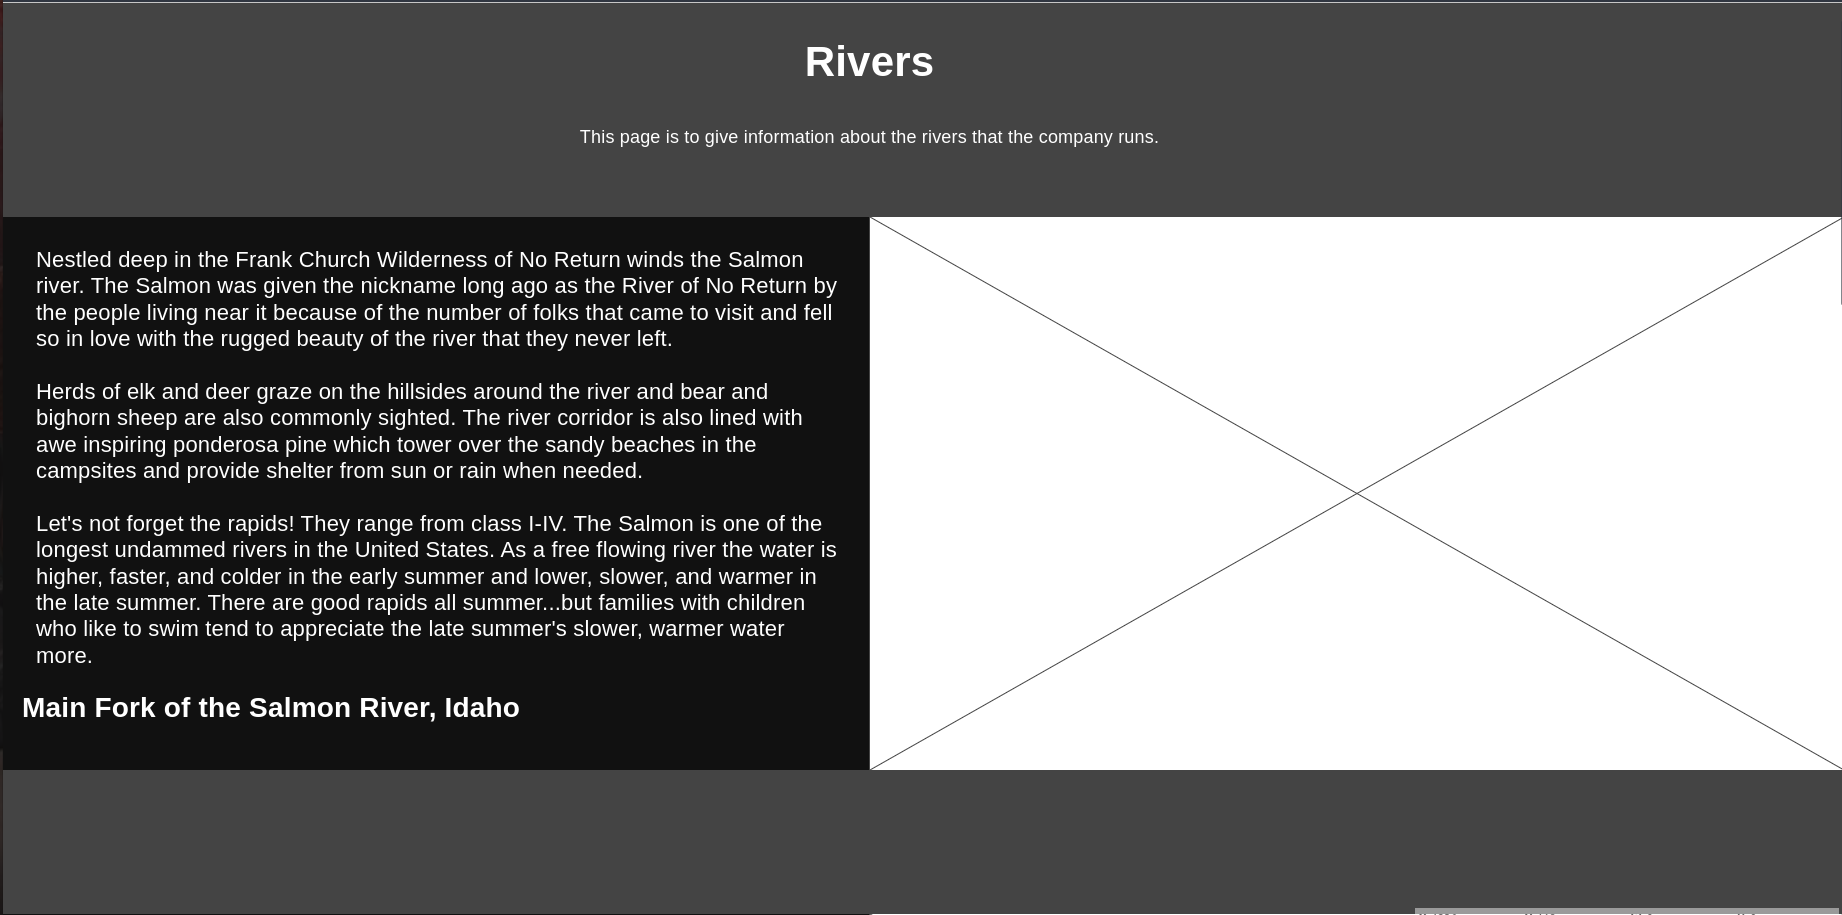 Rivers
This page is to give information about the rivers that the company runs.
Nestled deep in the Frank Church Wilderness of No Return winds the Salmon
river. The Salmon was given the nickname long ago as the River of No Return by
the people living near it because of the number of folks that came to visit and fell
so in love with the rugged beauty of the river that they never left.
Herds of elk and deer graze on the hillsides around the river and bear and
bighorn sheep are also commonly sighted. The river corridor is also lined with
awe inspiring ponderosa pine which tower over the sandy beaches in the
campsites and provide shelter from sun or rain when needed.
Let's not forget the rapids! They range from class I-IV. The Salmon is one of the
longest undammed rivers in the United States. As a free flowing river the water is
higher, faster, and colder in the early summer and lower, slower, and warmer in
the late summer. There are good rapids all summer...but families with children
who like to swim tend to appreciate the late summer's slower, warmer water
more.
Main Fork of the Salmon River, Idaho